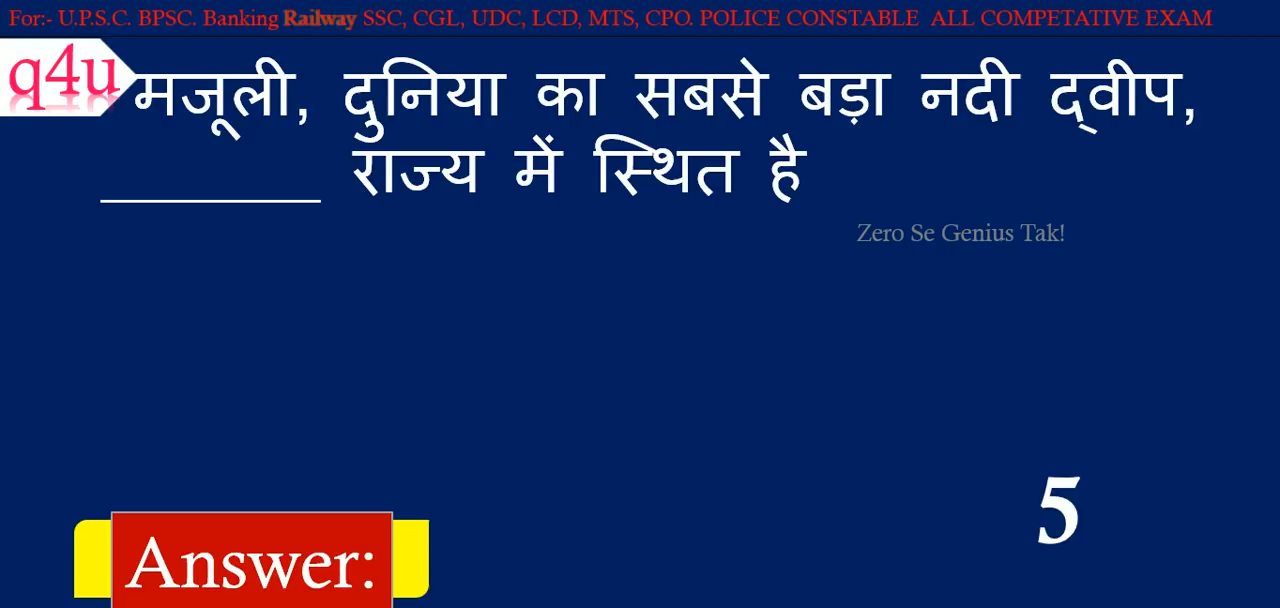 For:- U.P.S.C. BPSC. Banking Railway SSC, CGL, UDC, LCD, MTS, CPO. POLICE CONSTABLE ALL COMPETATIVE EXAM
q4u
मजूली, दुनिया का सबसे बड़ा नदी द्वीप,
________ राज्य में स्थित है
Zero Se Genius Tak!
5
Answer: